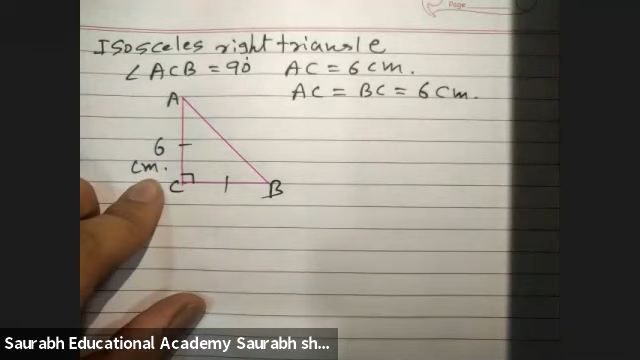 Page
Isosceles right triangle
∠ACB = 90° AC = 6 cm.
AC = BC = 6 cm.
A
6
cm.
C B
Saurabh Educational Academy Saurabh sh...